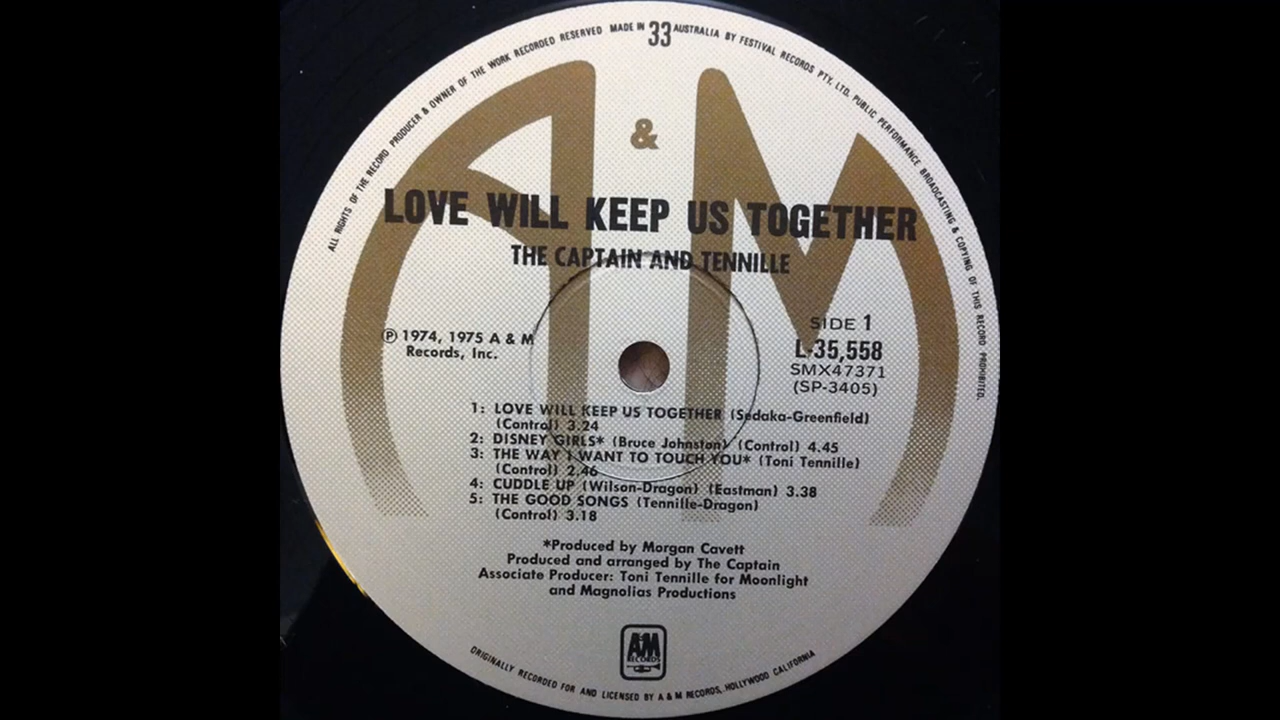 ALL RIGHTS OF THE RECORD PRODUCER & OWNER OF THE WORK RECORDED RESERVED MADE IN AUSTRALIA BY FESTIVAL RECORDS PTY. LTD. PUBLIC PERFORMANCE BROADCASTING & COPYING OF THIS RECORD PROHIBITED.
33
A & M
LOVE WILL KEEP US TOGETHER
THE CAPTAIN AND TENNILLE
℗ 1974, 1975 A & M
Records, Inc.
SIDE 1
L-35,558
SMX47371
(SP-3405)
1: LOVE WILL KEEP US TOGETHER (Sedaka-Greenfield)
(Control) 3.24
2: DISNEY GIRLS* (Bruce Johnston) (Control) 4.45
3: THE WAY I WANT TO TOUCH YOU* (Toni Tennille)
(Control) 2.46
4: CUDDLE UP (Wilson-Dragon) (Eastman) 3.38
5: THE GOOD SONGS (Tennille-Dragon)
(Control) 3.18
*Produced by Morgan Cavett
Produced and arranged by The Captain
Associate Producer: Toni Tennille for Moonlight
and Magnolias Productions
A&M
RECORDS
ORIGINALLY RECORDED FOR AND LICENSED BY A & M RECORDS, HOLLYWOOD CALIFORNIA